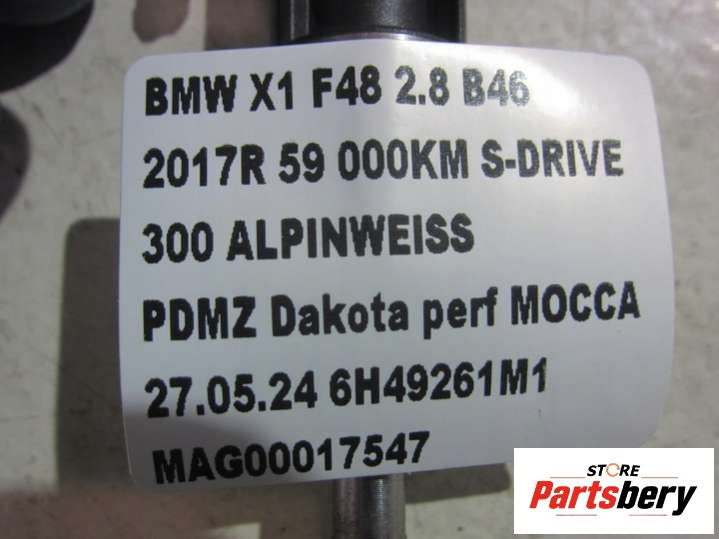 BMW X1 F48 2.8 B46
2017R 59 000KM S-DRIVE
300 ALPINWEISS
PDMZ Dakota perf MOCCA
27.05.24 6H49261M1
MAG00017547
STORE
Partsbery